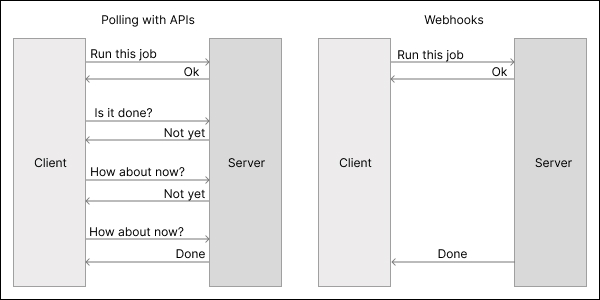 Polling with APIs
Run this job
Ok
Is it done?
Not yet
Client
Server
How about now?
Not yet
How about now?
Done
Webhooks
Run this job
Ok
Client
Server
Done